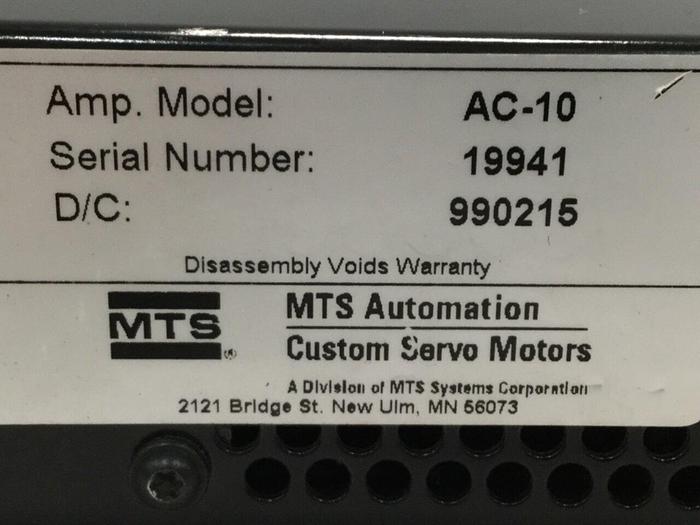 Amp. Model: AC-10
Serial Number: 19941
D/C: 990215
Disassembly Voids Warranty
MTS ®
MTS Automation
Custom Servo Motors
A Division of MTS Systems Corporation
2121 Bridge St. New Ulm, MN 56073